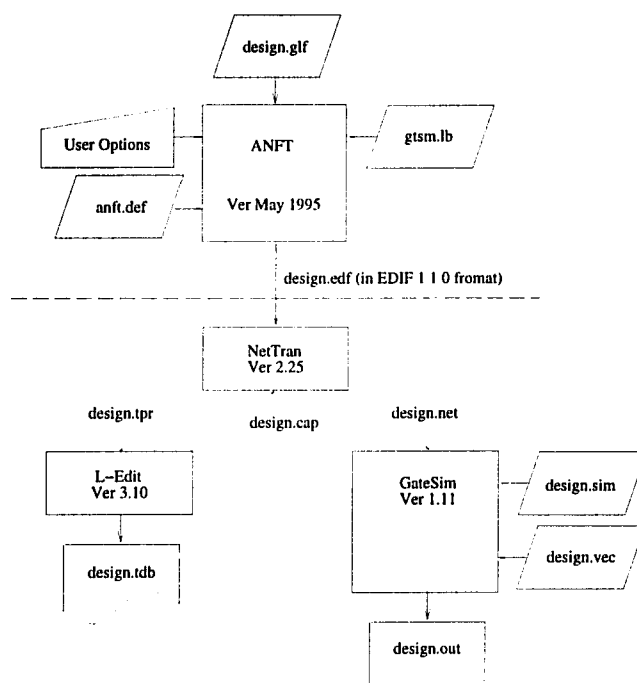 design.glf
User Options
ANFT
gtsm.lb
anft.def
Ver May 1995
design.edf (in EDIF 1 1 0 fromat)
NetTran
Ver 2.25
design.tpr
design.cap
design.net
L-Edit
Ver 3.10
GateSim
Ver 1.11
design.sim
design.vec
design.tdb
design.out